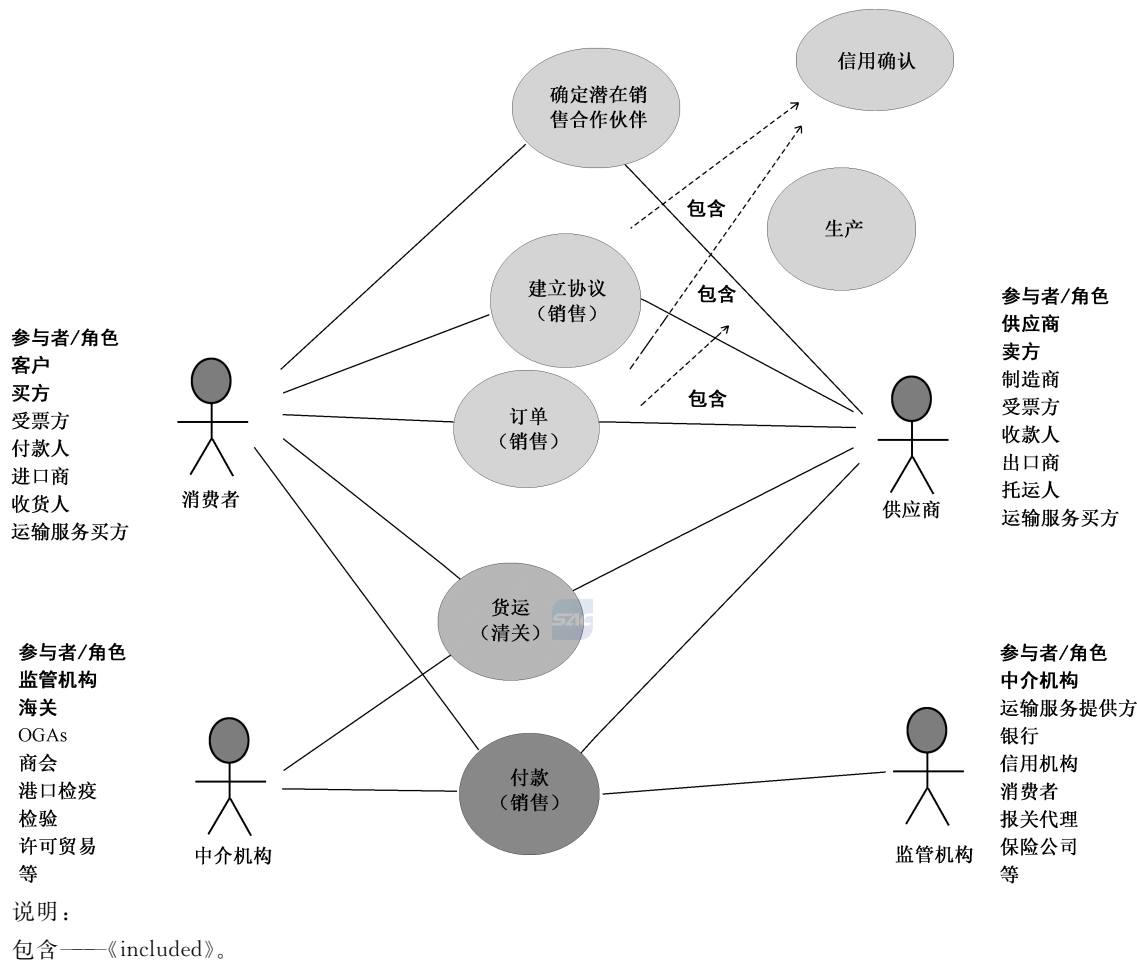 信用确认
确定潜在销
售合作伙伴
包含
生产
建立协议
（销售）
包含
包含
订单
（销售）
参与者/角色
客户
买方
受票方
付款人
进口商
收货人
运输服务买方
消费者
参与者/角色
供应商
卖方
制造商
受票方
收款人
出口商
托运人
运输服务买方
供应商
货运
（清关）
SAC
参与者/角色
监管机构
海关
OGAs
商会
港口检疫
检验
许可贸易
等
中介机构
付款
（销售）
参与者/角色
中介机构
运输服务提供方
银行
信用机构
消费者
报关代理
保险公司
等
监管机构
说明：
包含——《included》。